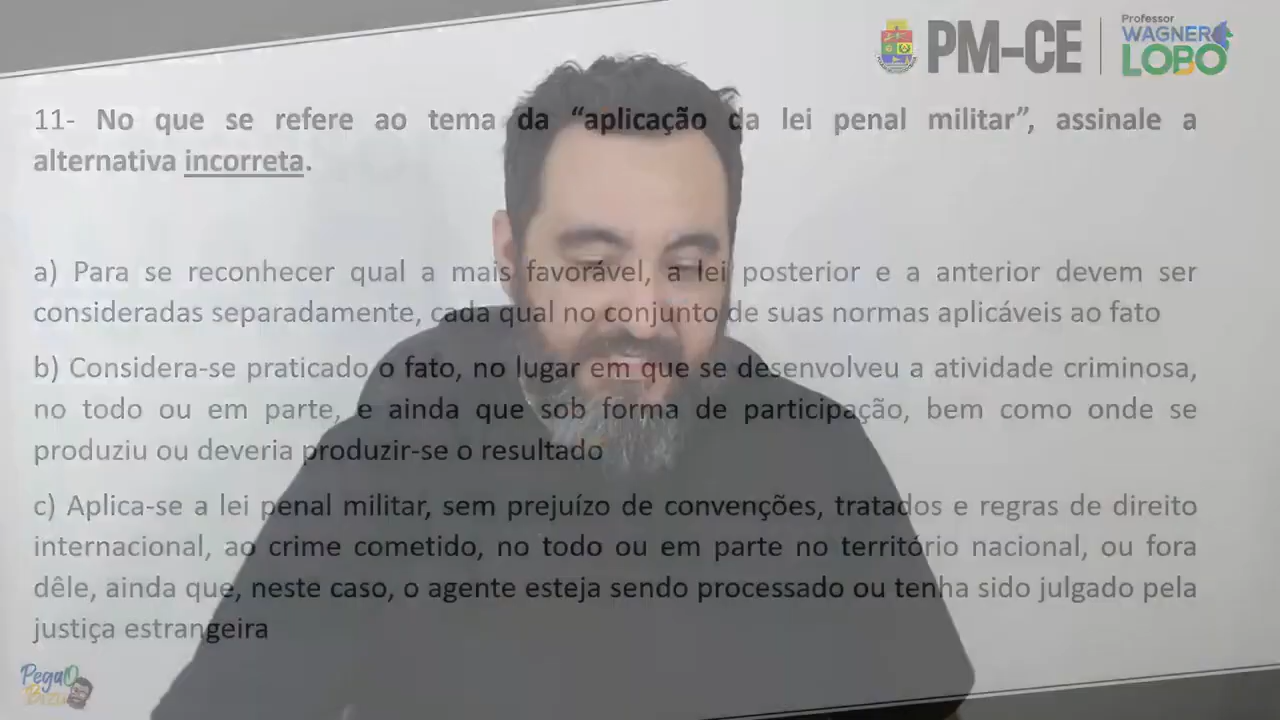 PM-CE
Professor
WAGNER
LOBO
11- No que se refere ao tema da “aplicação da lei penal militar”, assinale a
alternativa incorreta.
a) Para se reconhecer qual a mais favorável, a lei posterior e a anterior devem ser
consideradas separadamente, cada qual no conjunto de suas normas aplicáveis ao fato
b) Considera-se praticado o fato, no lugar em que se desenvolveu a atividade criminosa,
no todo ou em parte, e ainda que sob forma de participação, bem como onde se
produziu ou deveria produzir-se o resultado
c) Aplica-se a lei penal militar, sem prejuízo de convenções, tratados e regras de direito
internacional, ao crime cometido, no todo ou em parte no território nacional, ou fora
dêle, ainda que, neste caso, o agente esteja sendo processado ou tenha sido julgado pela
justiça estrangeira
PegaO
Bizu